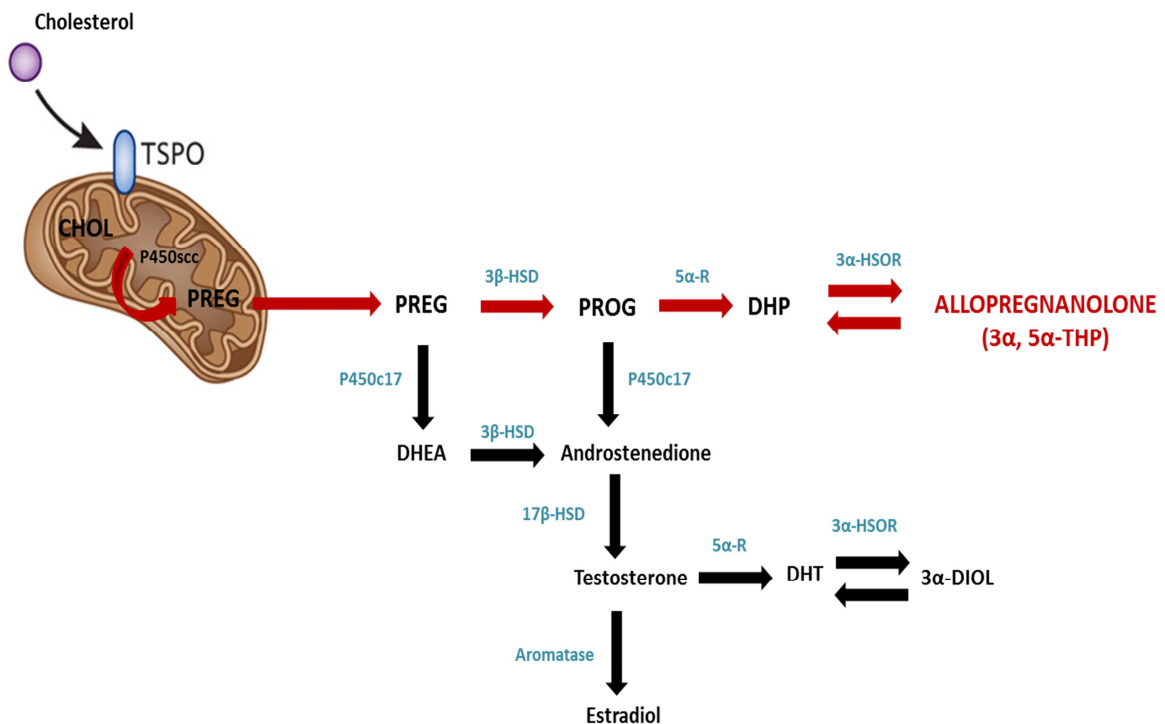 Cholesterol
TSPO
CHOL
P450scc
PREG
PREG
3β-HSD
PROG
5α-R
DHP
3α-HSOR
ALLOPREGNANOLONE
(3α, 5α-THP)
P450c17
P450c17
DHEA
3β-HSD
Androstenedione
17β-HSD
Testosterone
5α-R
DHT
3α-HSOR
3α-DIOL
Aromatase
Estradiol